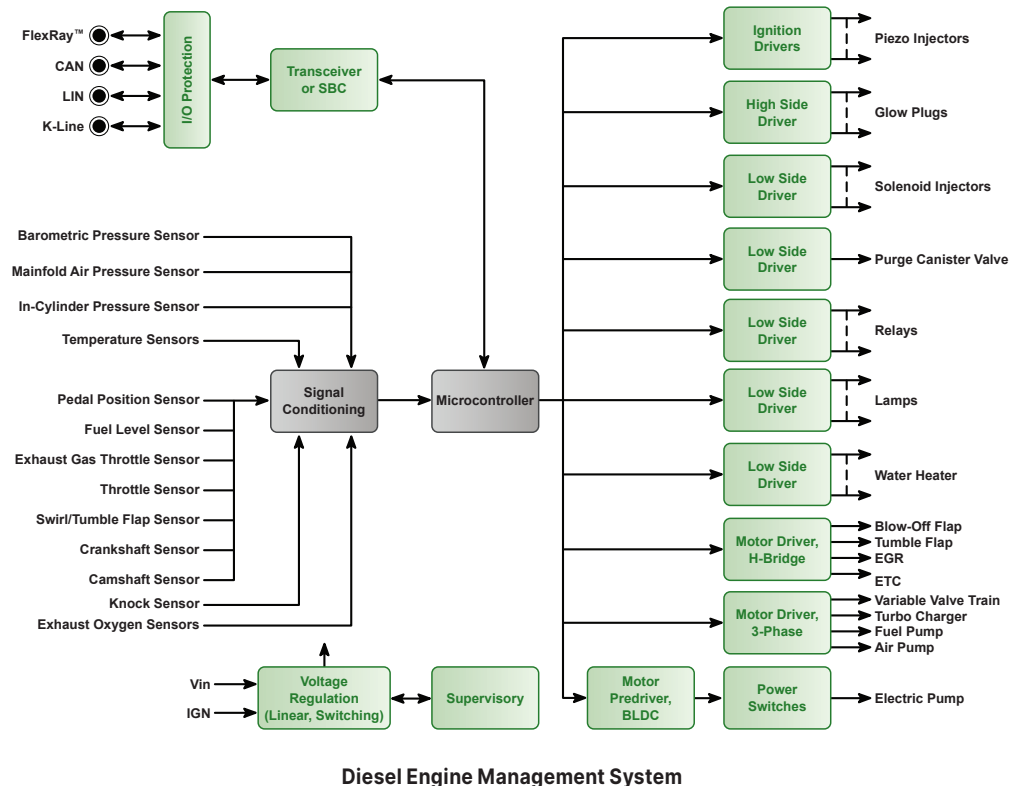 FlexRay™
CAN
LIN
K-Line
I/O Protection
Transceiver
or SBC
Barometric Pressure Sensor
Mainfold Air Pressure Sensor
In-Cylinder Pressure Sensor
Temperature Sensors
Pedal Position Sensor
Fuel Level Sensor
Exhaust Gas Throttle Sensor
Throttle Sensor
Swirl/Tumble Flap Sensor
Crankshaft Sensor
Camshaft Sensor
Knock Sensor
Exhaust Oxygen Sensors
Signal
Conditioning
Microcontroller
Vin
IGN
Voltage
Regulation
(Linear, Switching)
Supervisory
Ignition
Drivers
Piezo Injectors
High Side
Driver
Glow Plugs
Low Side
Driver
Solenoid Injectors
Low Side
Driver
Purge Canister Valve
Low Side
Driver
Relays
Low Side
Driver
Lamps
Low Side
Driver
Water Heater
Motor Driver,
H-Bridge
Blow-Off Flap
Tumble Flap
EGR
ETC
Motor Driver,
3-Phase
Variable Valve Train
Turbo Charger
Fuel Pump
Air Pump
Motor
Predriver,
BLDC
Power
Switches
Electric Pump
Diesel Engine Management System